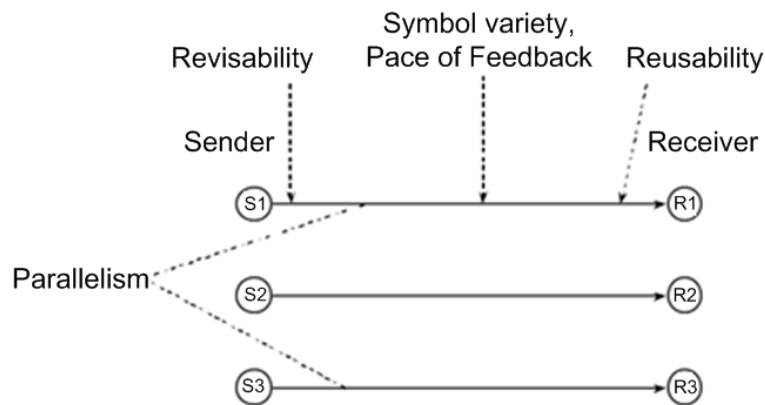 Symbol variety,
Revisability Pace of Feedback Reusability
Sender Receiver
S1 R1
Parallelism
S2 R2
S3 R3